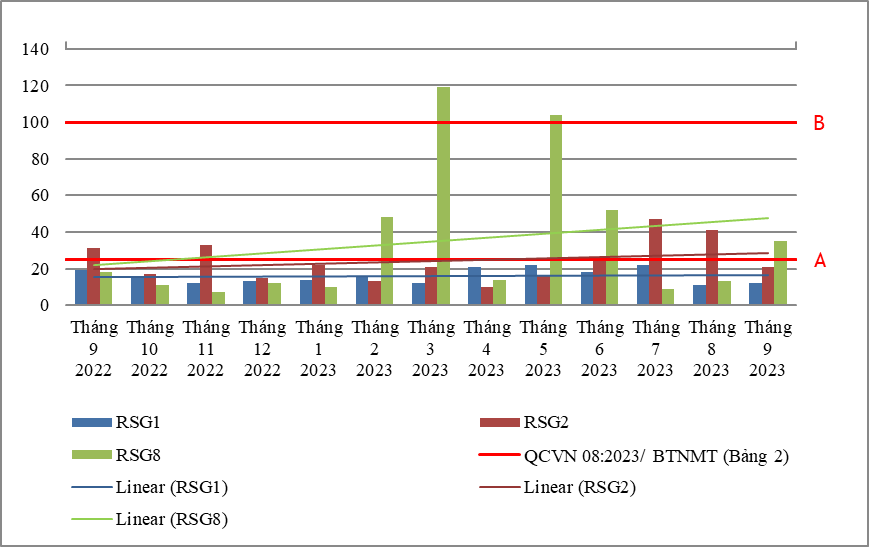 140
120
100
80
60
40
20
0
B
A
Tháng 9 2022
Tháng 10 2022
Tháng 11 2022
Tháng 12 2022
Tháng 1 2023
Tháng 2 2023
Tháng 3 2023
Tháng 4 2023
Tháng 5 2023
Tháng 6 2023
Tháng 7 2023
Tháng 8 2023
Tháng 9 2023
RSG1
RSG2
RSG8
QCVN 08:2023/ BTNMT (Bảng 2)
Linear (RSG1)
Linear (RSG2)
Linear (RSG8)